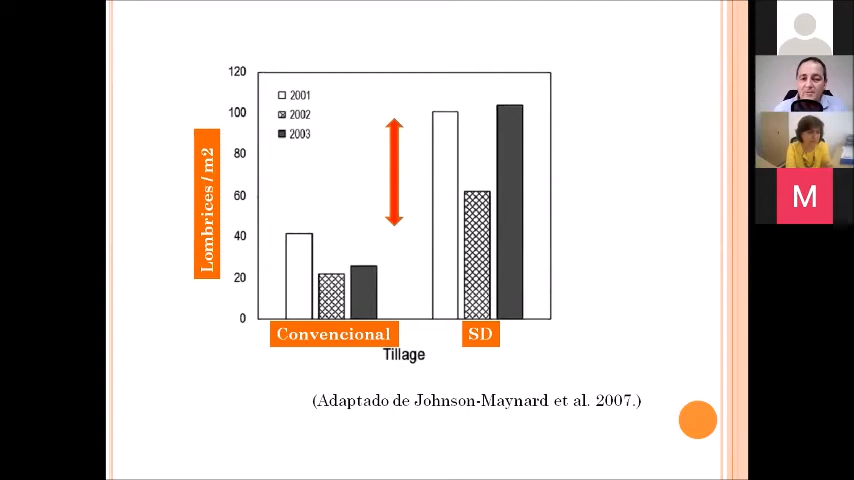 120
100
80
60
40
20
0
Lombrices / m2
2001
2002
2003
Convencional
SD
Tillage
(Adaptado de Johnson-Maynard et al. 2007.)
M